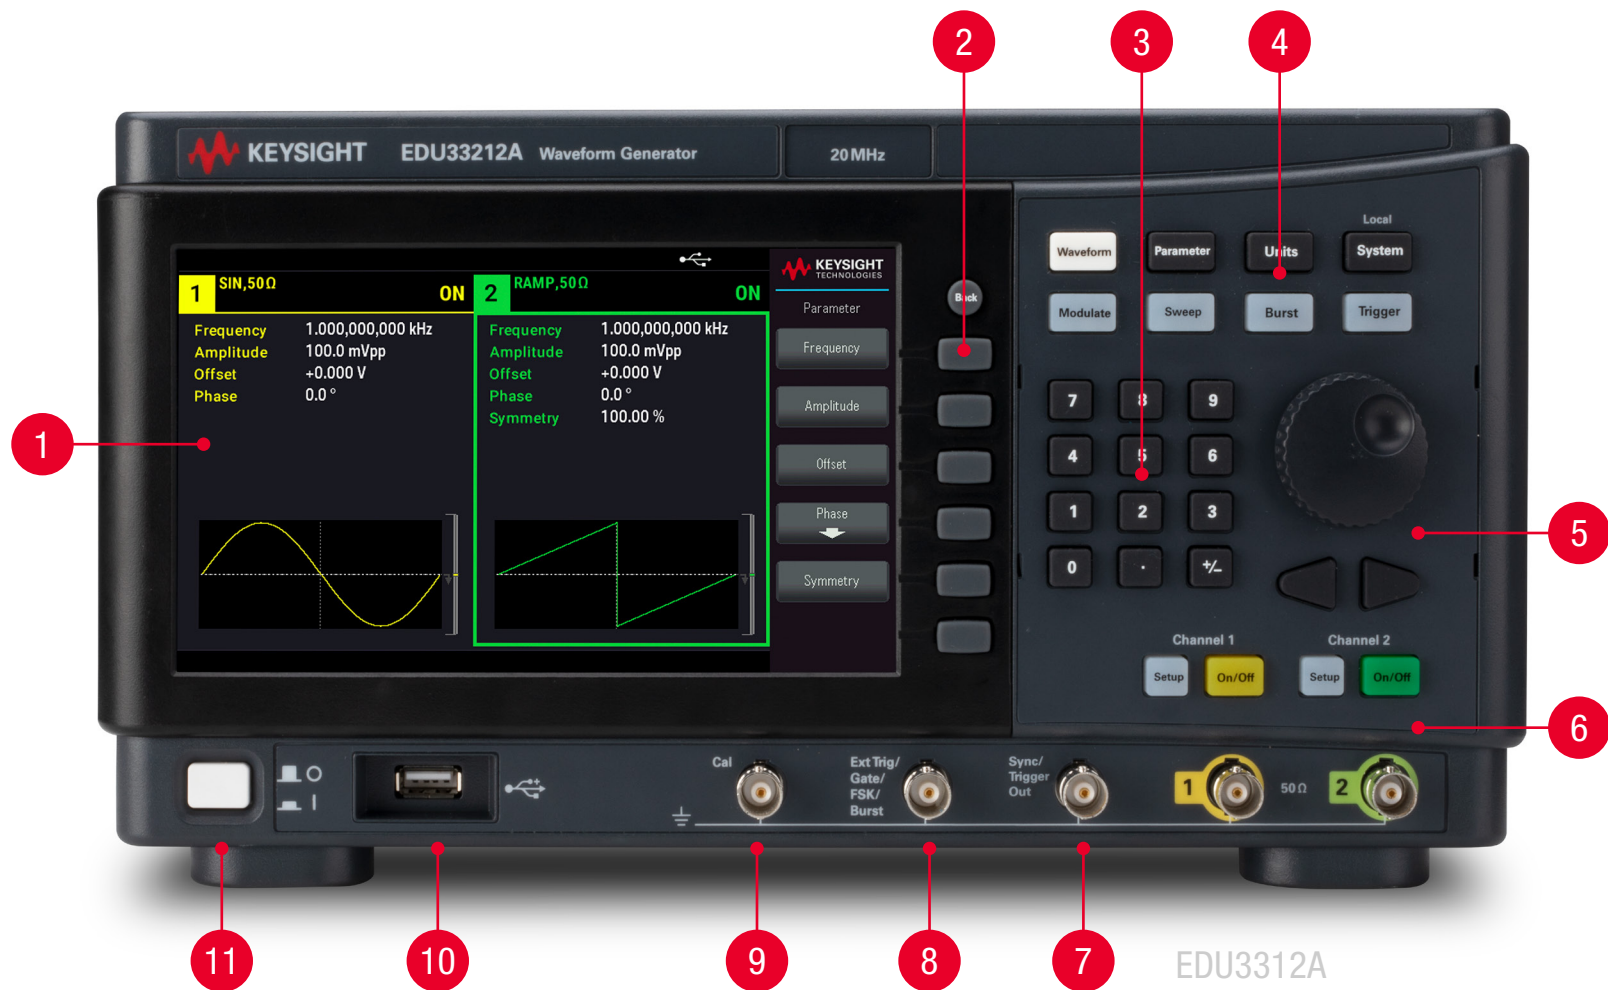 2
3
4
KEYSIGHT EDU33212A Waveform Generator 20 MHz
Local
Waveform Parameter Units System
Modulate Sweep Burst Trigger
KEYSIGHT
TECHNOLOGIES
1 SIN,50Ω ON
2 RAMP,50Ω ON
Back
Parameter
Frequency 1.000,000,000 kHz
Amplitude 100.0 mVpp
Offset +0.000 V
Phase 0.0 °
Frequency 1.000,000,000 kHz
Amplitude 100.0 mVpp
Offset +0.000 V
Phase 0.0 °
Symmetry 100.00 %
Frequency
Amplitude
Offset
Phase
Symmetry
7 8 9
4 5 6
1 2 3
0 . +/–
1
5
Channel 1 Channel 2
Setup On/Off Setup On/Off
6
Cal
Ext Trig/
Gate/
FSK/
Burst
Sync/
Trigger
Out
1 50 Ω 2
11
10
9
8
7
EDU3312A